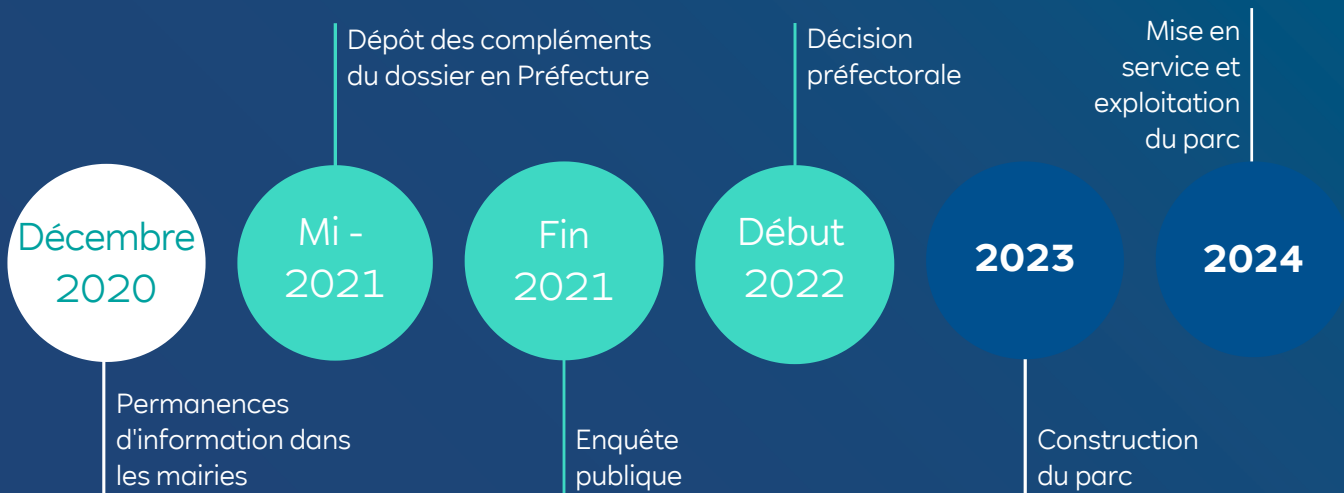 Décembre
2020
Permanences
d'information dans
les mairies
Dépôt des compléments
du dossier en Préfecture
Mi -
2021
Fin
2021
Enquête
publique
Décision
préfectorale
Début
2022
2023
Construction
du parc
Mise en
service et
exploitation
du parc
2024